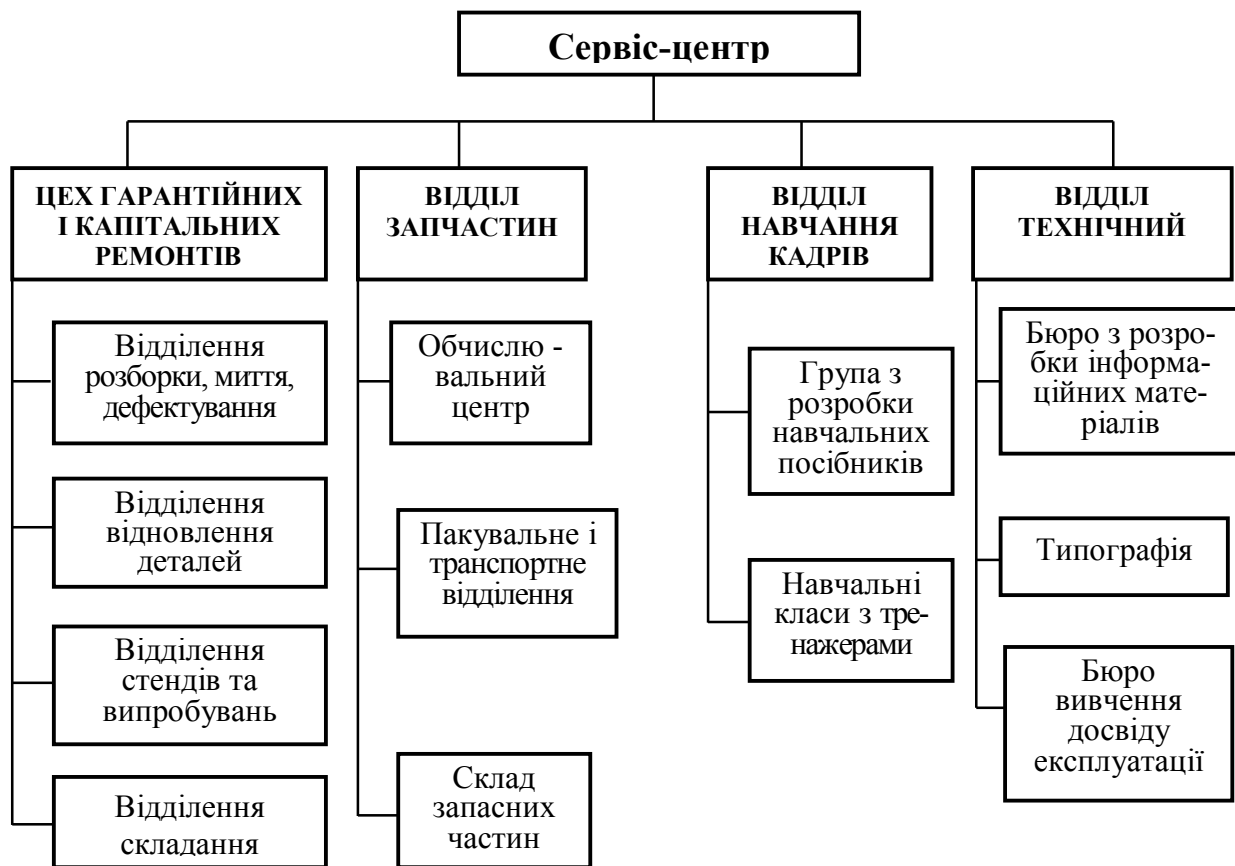 Сервіс-центр
ЦЕХ ГАРАНТІЙНИХ
І КАПІТАЛЬНИХ
РЕМОНТІВ
Відділення
розборки, миття,
дефектування
Відділення
відновлення
деталей
Відділення
стендів та
випробувань
Відділення
складання
ВІДДІЛ
ЗАПЧАСТИН
Обчислю -
вальний
центр
Пакувальне і
транспортне
відділення
Склад
запасних
частин
ВІДДІЛ
НАВЧАННЯ
КАДРІВ
Група з
розробки
навчальних
посібників
Навчальні
класи з тре-
нажерами
ВІДДІЛ
ТЕХНІЧНИЙ
Бюро з розро-
бки інформа-
ційних мате-
ріалів
Типографія
Бюро
вивчення
досвіду
експлуатації